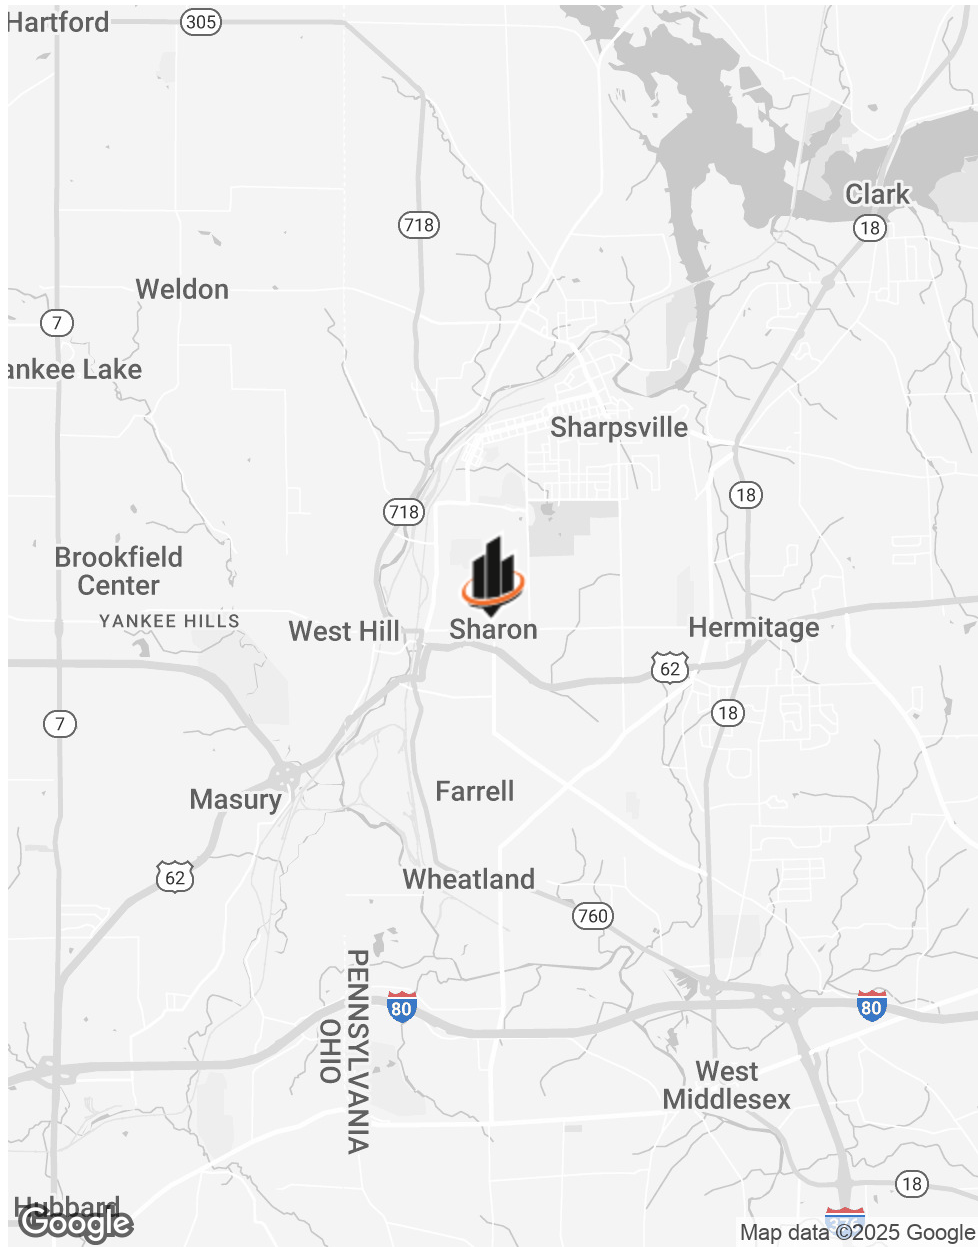 Hartford
305
Clark
18
718
Weldon
7
ankee Lake
Sharpsville
18
718
Brookfield
Center
YANKEE HILLS
West Hill
Sharon
Hermitage
62
18
7
Masury
Farrell
62
Wheatland
760
PENNSYLVANIA
OHIO
80
80
West
Middlesex
18
376
Hubbard
Google
Map data ©2025 Google